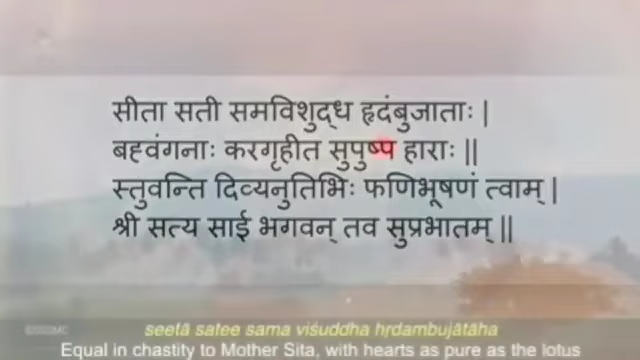 सीता सती समविशुद्ध हृदंबुजाताः |
बह्वंगनाः करगृहीत सुपुष्प हाराः ||
स्तुवन्ति दिव्यनुतिभिः फणिभूषणं त्वाम् |
श्री सत्य साई भगवन् तव सुप्रभातम् ||
seetā satee sama viśuddha hṛdambujātāha
Equal in chastity to Mother Sita, with hearts as pure as the lotus